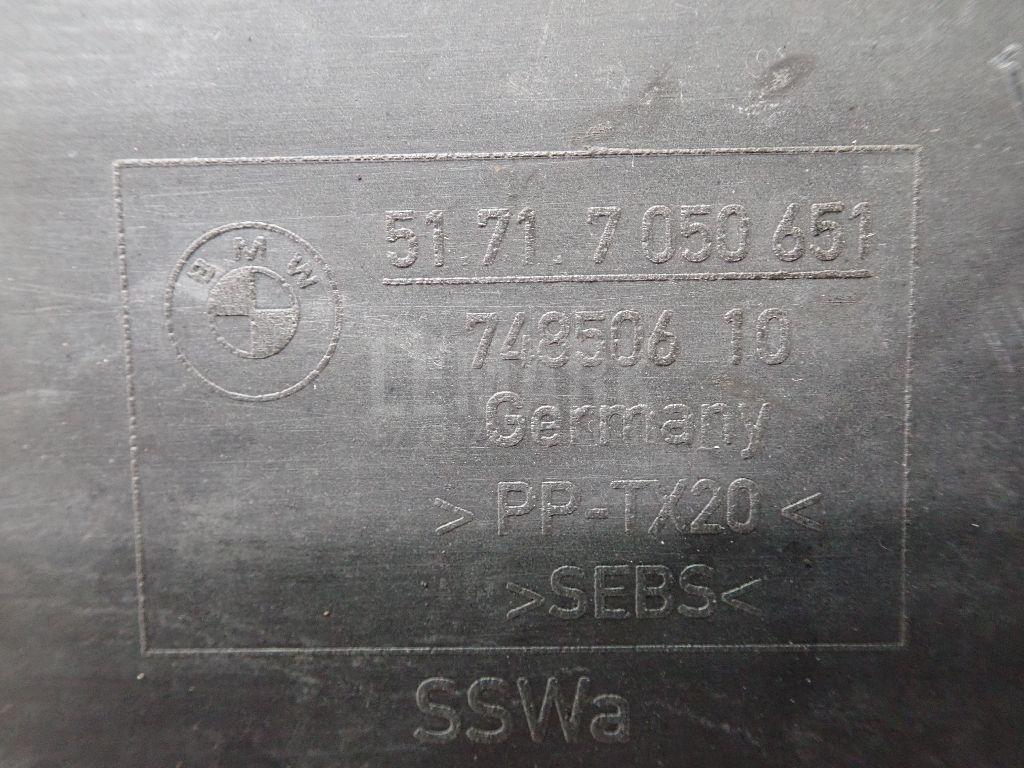 BMW
51.71.7 050 651
748506 10
Germany
> PP-TX20 <
>SEBS<
SSWa